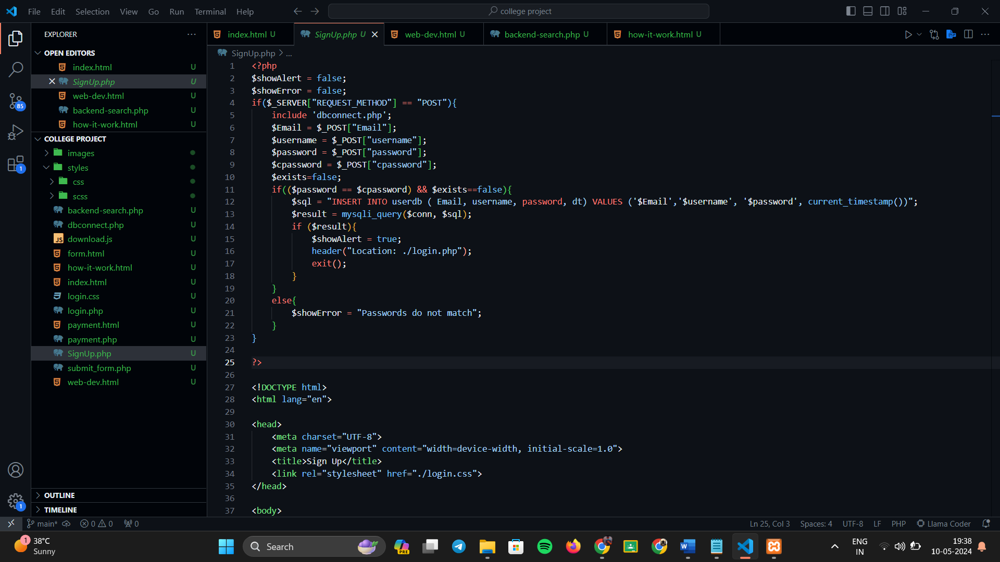 File Edit Selection View Go Run Terminal Help
college project
EXPLORER
OPEN EDITORS
index.html U
SignUp.php U
web-dev.html U
backend-search.php U
how-it-work.html U
COLLEGE PROJECT
images
styles
css
scss
backend-search.php U
dbconnect.php U
download.js U
form.html U
how-it-work.html U
index.html U
login.css U
login.php U
payment.html U
payment.php U
SignUp.php U
submit_form.php U
web-dev.html U
OUTLINE
TIMELINE
85
1
1
index.html U SignUp.php U web-dev.html U backend-search.php U how-it-work.html U
SignUp.php > ...
1 <?php
2 $showAlert = false;
3 $showError = false;
4 if($_SERVER["REQUEST_METHOD"] == "POST"){
5 include 'dbconnect.php';
6 $Email = $_POST["Email"];
7 $username = $_POST["username"];
8 $password = $_POST["password"];
9 $cpassword = $_POST["cpassword"];
10 $exists=false;
11 if(($password == $cpassword) && $exists==false){
12 $sql = "INSERT INTO userdb ( Email, username, password, dt) VALUES ('$Email','$username', '$password', current_timestamp())";
13 $result = mysqli_query($conn, $sql);
14 if ($result){
15 $showAlert = true;
16 header("Location: ./login.php");
17 exit();
18 }
19 }
20 else{
21 $showError = "Passwords do not match";
22 }
23 }
24
25 ?>
26
27 <!DOCTYPE html>
28 <html lang="en">
29
30 <head>
31 <meta charset="UTF-8">
32 <meta name="viewport" content="width=device-width, initial-scale=1.0">
33 <title>Sign Up</title>
34 <link rel="stylesheet" href="./login.css">
35 </head>
36
37 <body>
main* 0 0 0
Ln 25, Col 3 Spaces: 4 UTF-8 LF PHP Llama Coder
1
38°C
Sunny
Search
PRE
ENG
IN
19:38
10-05-2024